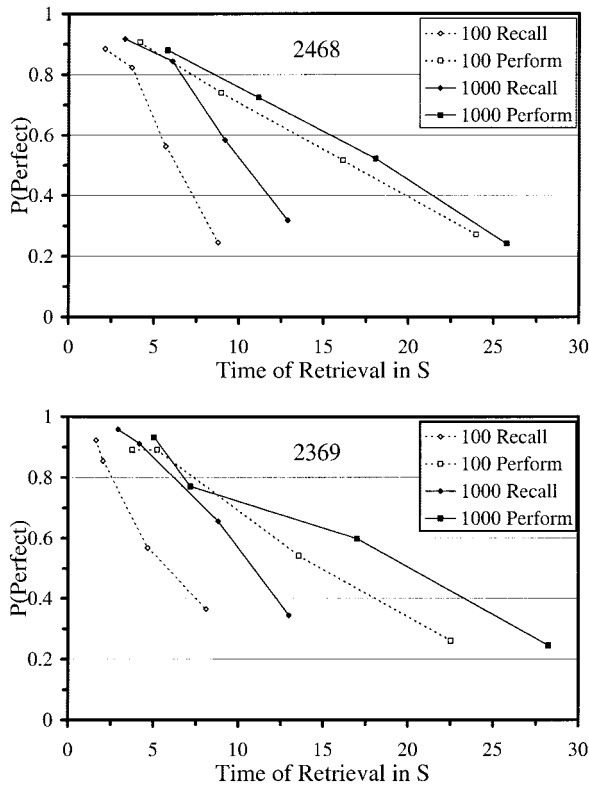 1
0.8
0.6
0.4
0.2
0
P(Perfect)
2468
100 Recall
100 Perform
1000 Recall
1000 Perform
0 5 10 15 20 25 30
Time of Retrieval in S
1
0.8
0.6
0.4
0.2
0
P(Perfect)
2369
100 Recall
100 Perform
1000 Recall
1000 Perform
0 5 10 15 20 25 30
Time of Retrieval in S